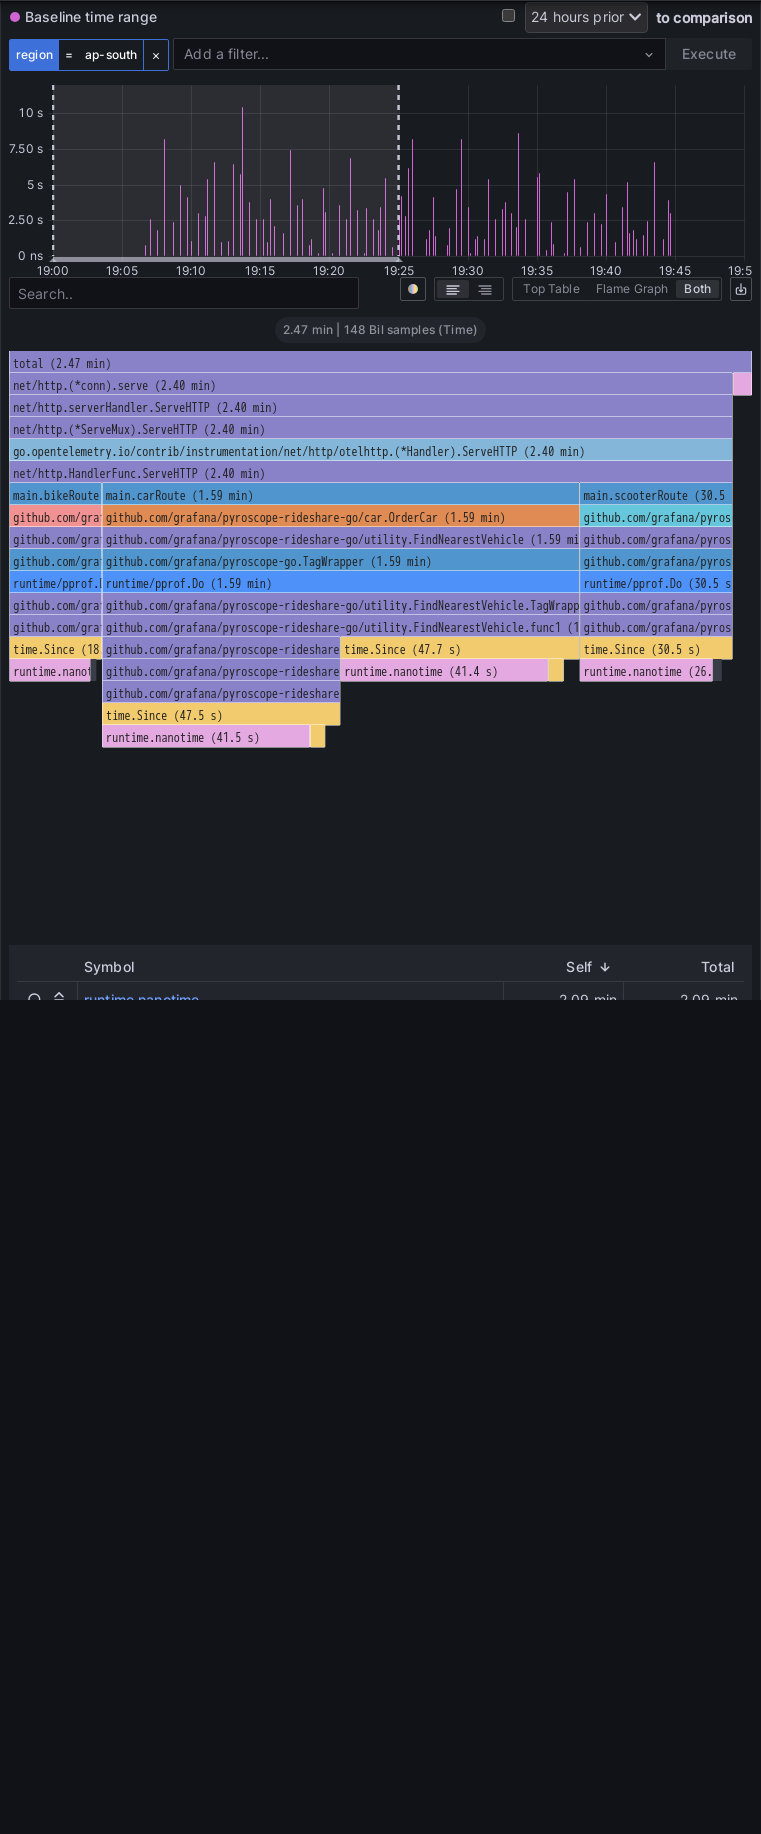 Baseline time range 24 hours prior to comparison
region = ap-south × Add a filter... Execute
10 s
7.50 s
5 s
2.50 s
0 ns
19:00 19:05 19:10 19:15 19:20 19:25 19:30 19:35 19:40 19:45 19:5
Search.. Top Table Flame Graph Both
2.47 min | 148 Bil samples (Time)
total (2.47 min)
net/http.(*conn).serve (2.40 min)
net/http.serverHandler.ServeHTTP (2.40 min)
net/http.(*ServeMux).ServeHTTP (2.40 min)
go.opentelemetry.io/contrib/instrumentation/net/http/otelhttp.(*Handler).ServeHTTP (2.40 min)
net/http.HandlerFunc.ServeHTTP (2.40 min)
main.bikeRoute main.carRoute (1.59 min) main.scooterRoute (30.5
github.com/gra github.com/grafana/pyroscope-rideshare-go/car.OrderCar (1.59 min) github.com/grafana/pyros
github.com/gra github.com/grafana/pyroscope-rideshare-go/utility.FindNearestVehicle (1.59 mi github.com/grafana/pyros
github.com/gra github.com/grafana/pyroscope-go.TagWrapper (1.59 min) github.com/grafana/pyros
runtime/pprof. runtime/pprof.Do (1.59 min) runtime/pprof.Do (30.5 s
github.com/gra github.com/grafana/pyroscope-rideshare-go/utility.FindNearestVehicle.TagWrapp github.com/grafana/pyros
github.com/gra github.com/grafana/pyroscope-rideshare-go/utility.FindNearestVehicle.func1 (1 github.com/grafana/pyros
time.Since (18 github.com/grafana/pyroscope-rideshare time.Since (47.7 s) time.Since (30.5 s)
runtime.nanot github.com/grafana/pyroscope-rideshare runtime.nanotime (41.4 s) runtime.nanotime (26.
github.com/grafana/pyroscope-rideshare
time.Since (47.5 s)
runtime.nanotime (41.5 s)
Symbol Self Total
runtime.nanotime 2.09 min 2.09 min